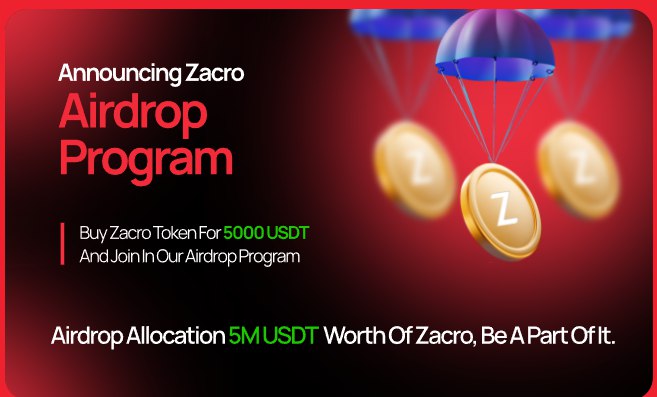 Announcing Zacro
Airdrop
Program
Buy Zacro Token For 5000 USDT
And Join In Our Airdrop Program
Airdrop Allocation 5M USDT Worth Of Zacro, Be A Part Of It.
Z
Z
Z